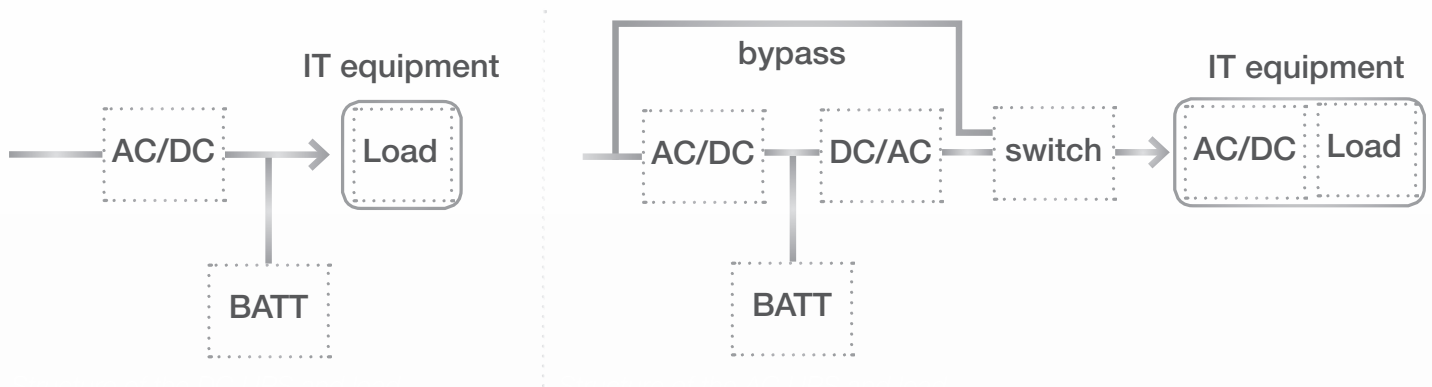 IT equipment
AC/DC
Load
BATT
bypass
IT equipment
AC/DC
DC/AC
switch
AC/DC
Load
BATT